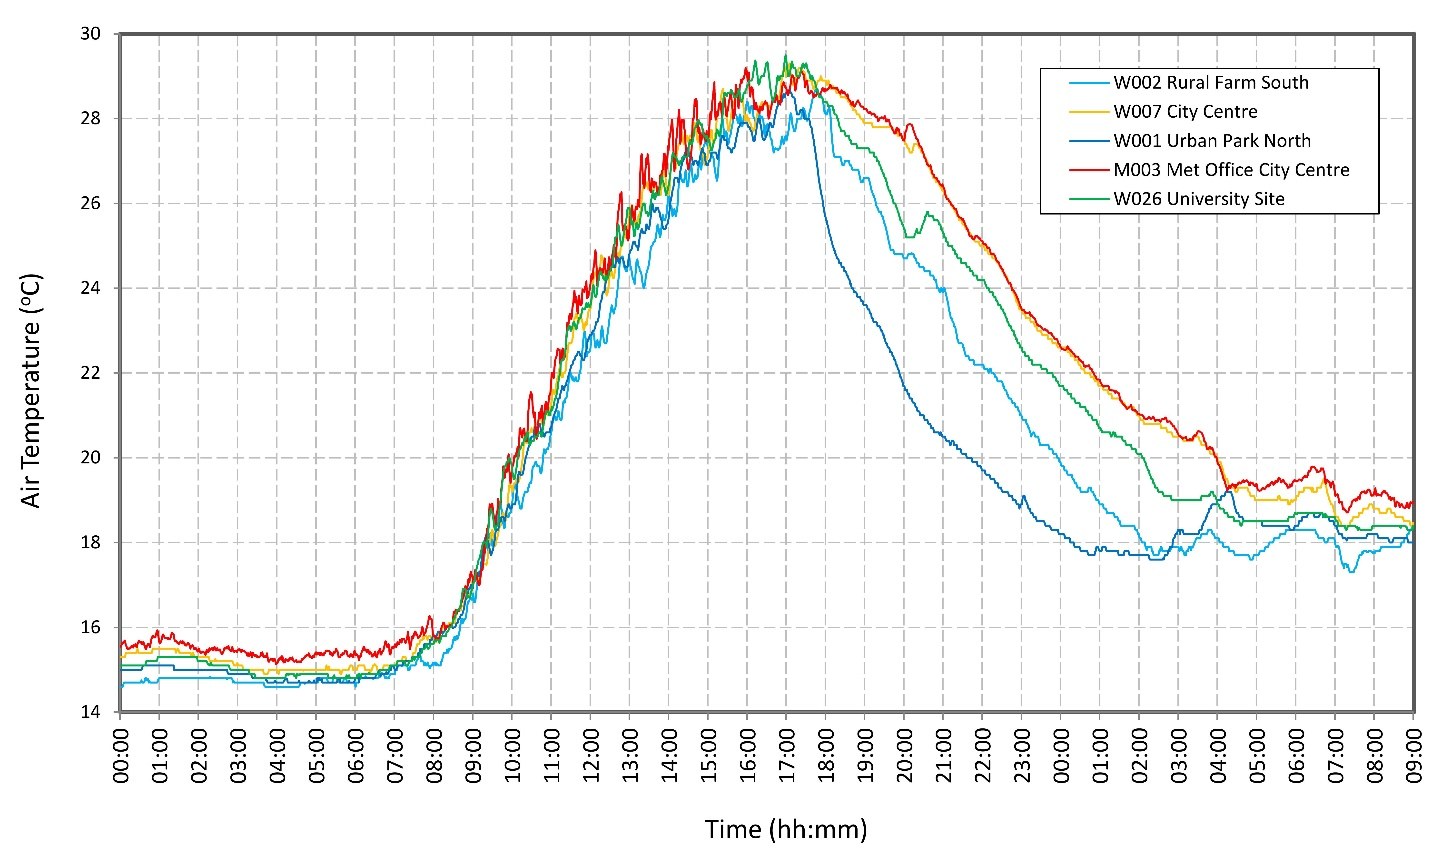 30
28
26
24
22
20
18
16
14
Air Temperature (°C)
W002 Rural Farm South
W007 City Centre
W001 Urban Park North
M003 Met Office City Centre
W026 University Site
00:00 01:00 02:00 03:00 04:00 05:00 06:00 07:00 08:00 09:00 10:00 11:00 12:00 13:00 14:00 15:00 16:00 17:00 18:00 19:00 20:00 21:00 22:00 23:00 00:00 01:00 02:00 03:00 04:00 05:00 06:00 07:00 08:00 09:00
Time (hh:mm)